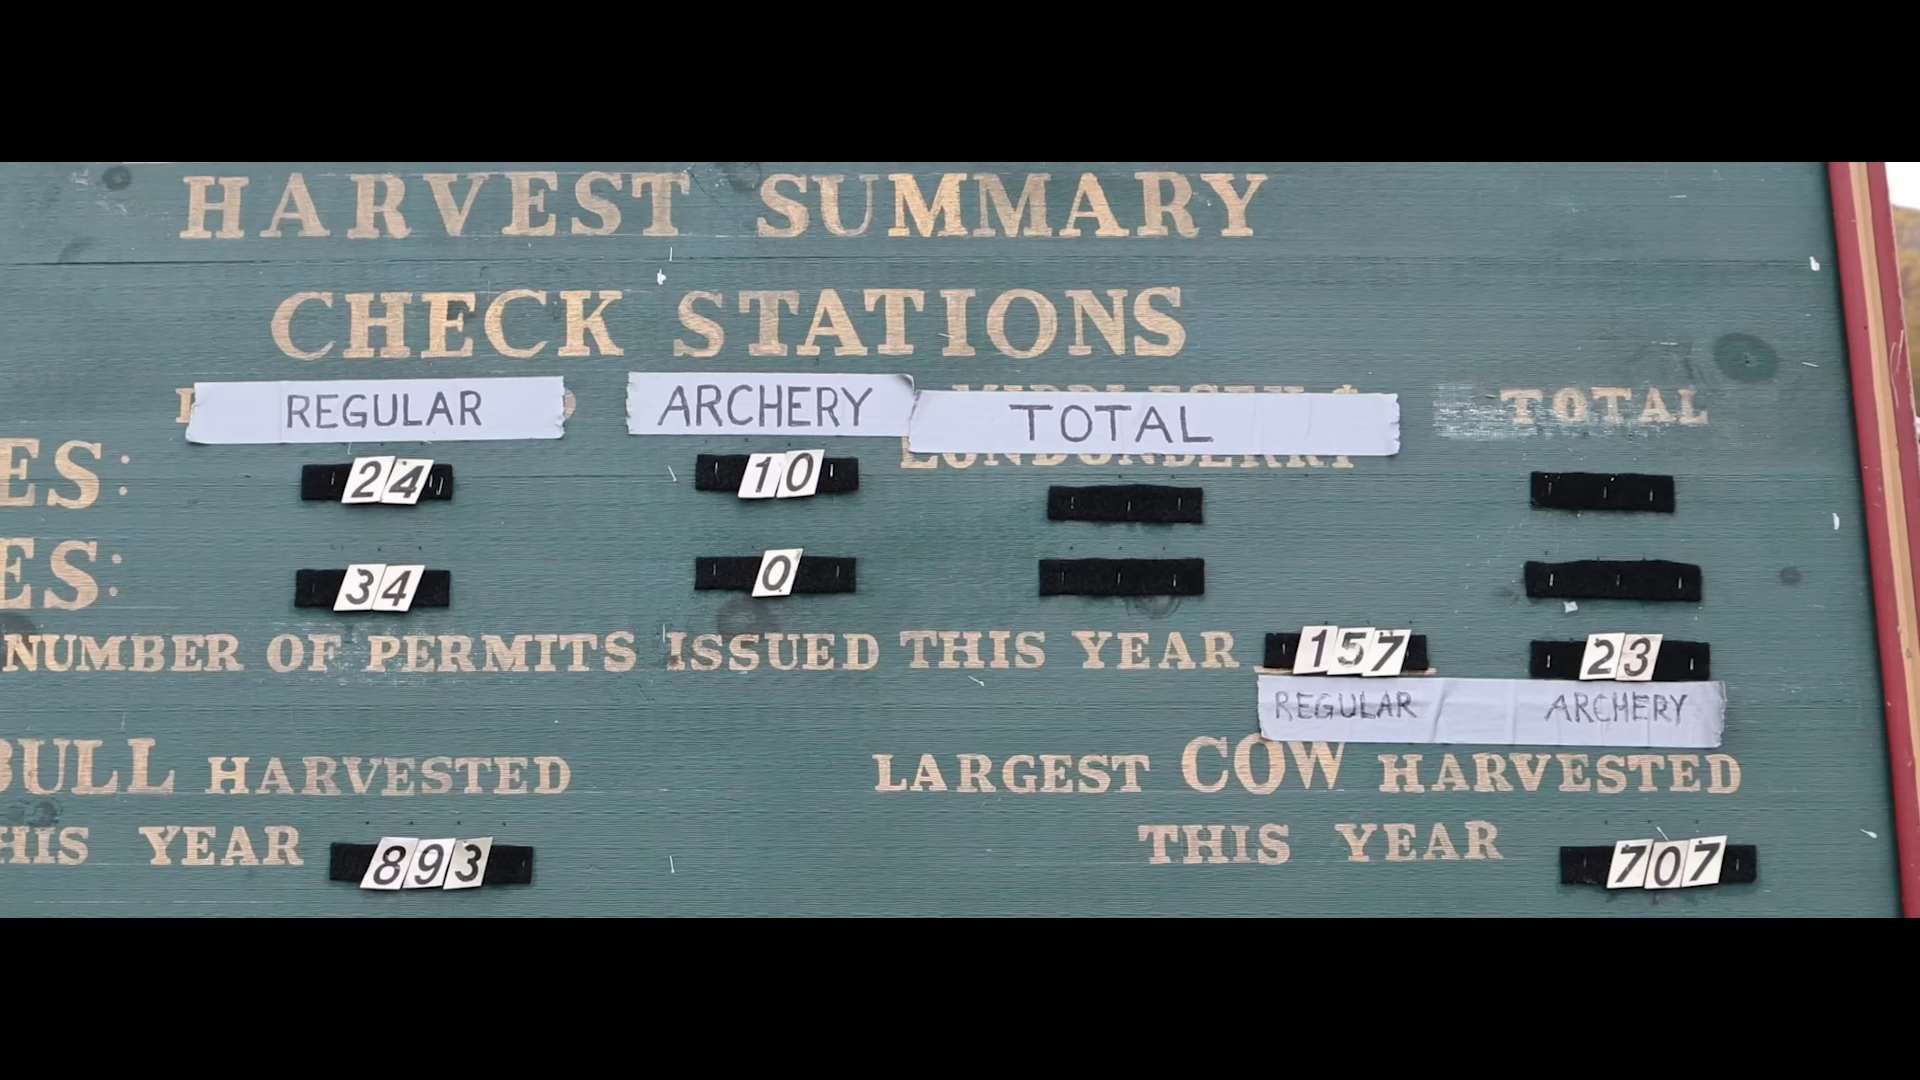 HARVEST SUMMARY
CHECK STATIONS
REGULAR ARCHERY TOTAL TOTAL
ES: 24 10
ES: 34 0
NUMBER OF PERMITS ISSUED THIS YEAR 157 23
REGULAR ARCHERY
BULL HARVESTED LARGEST COW HARVESTED
THIS YEAR 893 THIS YEAR 707